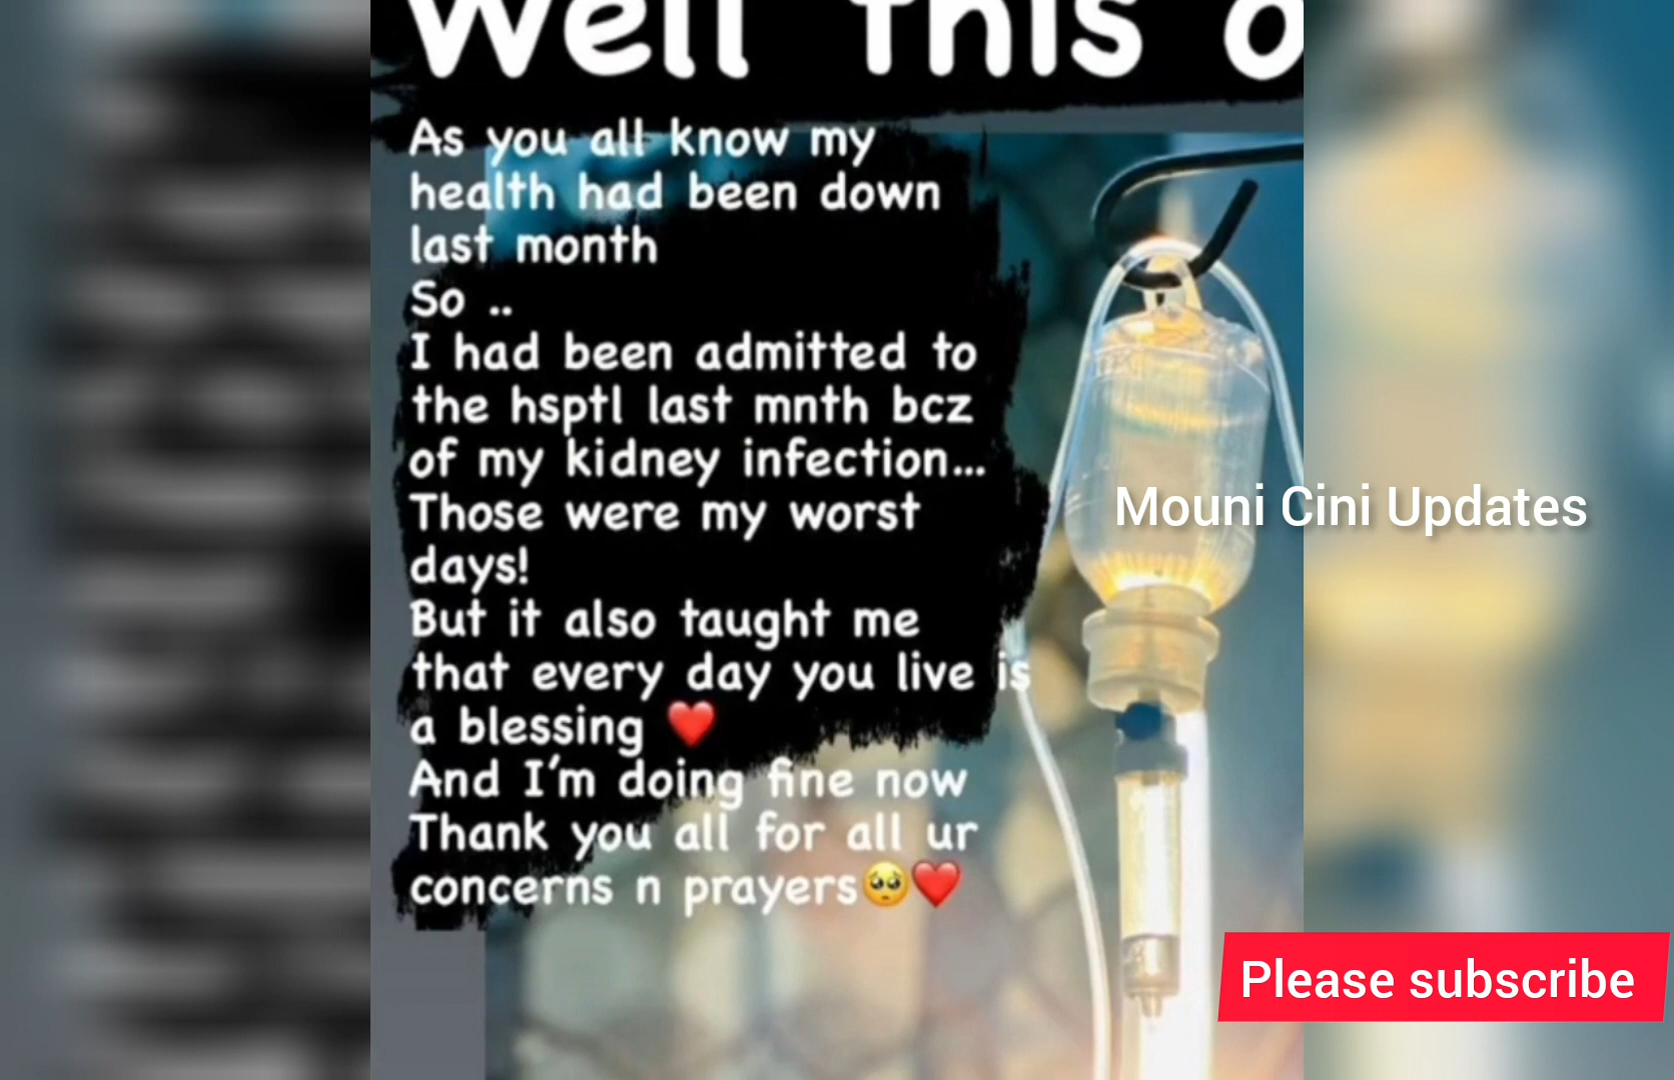 Well this
As you all know my
health had been down
last month
So ..
I had been admitted to
the hsptl last mnth bcz
of my kidney infection...
Those were my worst
days!
But it also taught me
that every day you live is
a blessing ❤️
And I'm doing fine now
Thank you all for all ur
concerns n prayers🥺❤️
Mouni Cini Updates
Please subscribe